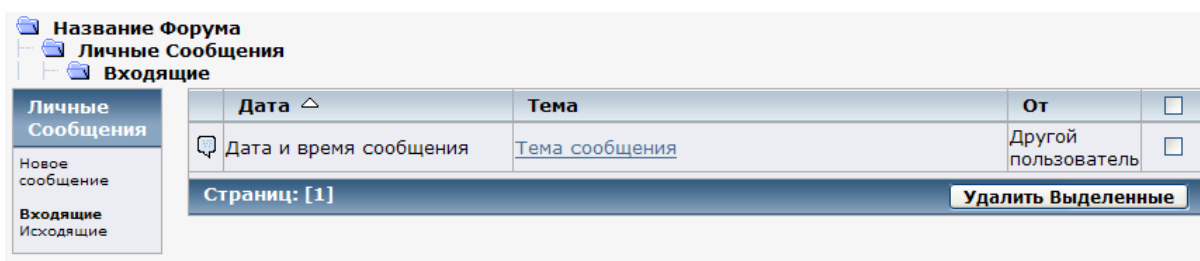 Название Форума
Личные Сообщения
Входящие
Личные
Сообщения
Новое
сообщение
Входящие
Исходящие
Дата Тема От
Дата и время сообщения Тема сообщения Другой
пользователь
Страниц: [1] Удалить Выделенные